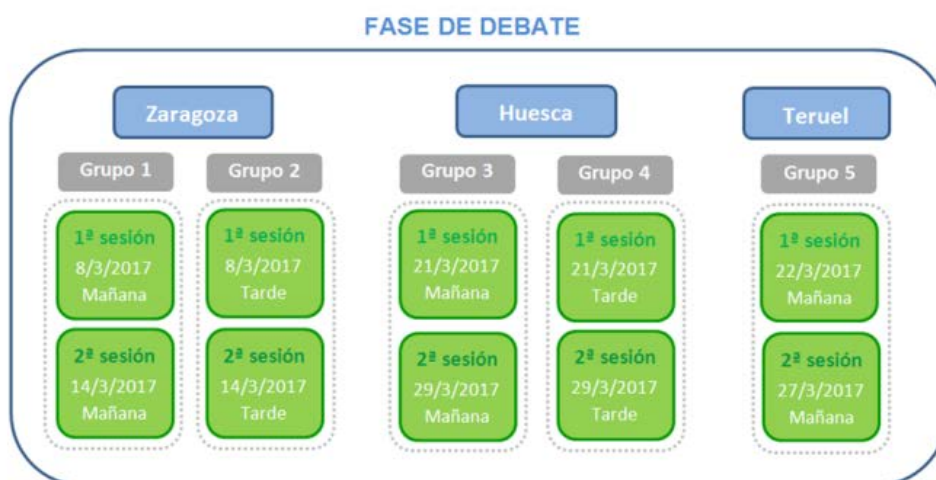 FASE DE DEBATE
Zaragoza
Huesca
Teruel
Grupo 1
Grupo 2
Grupo 3
Grupo 4
Grupo 5
1ª sesión
8/3/2017
Mañana
1ª sesión
8/3/2017
Tarde
1ª sesión
21/3/2017
Mañana
1ª sesión
21/3/2017
Tarde
1ª sesión
22/3/2017
Mañana
2ª sesión
14/3/2017
Mañana
2ª sesión
14/3/2017
Tarde
2ª sesión
29/3/2017
Mañana
2ª sesión
29/3/2017
Tarde
2ª sesión
27/3/2017
Mañana